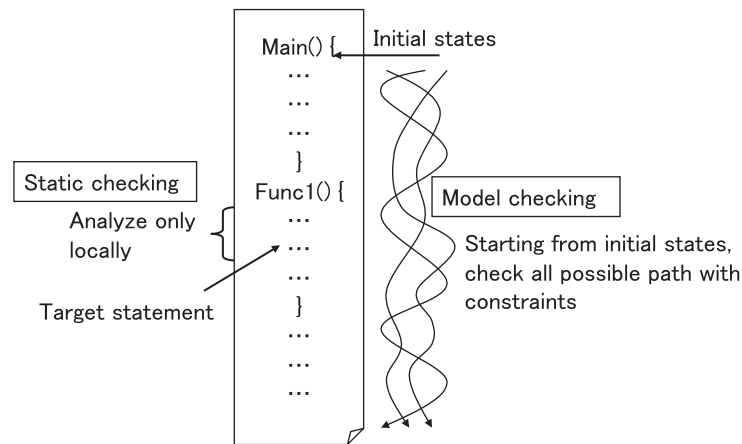 Initial states
Main() {
...
...
...
}
Static checking
Func1() {
Model checking
Analyze only
locally
...
...
...
Starting from initial states,
check all possible path with
constraints
Target statement
}
...
...
...